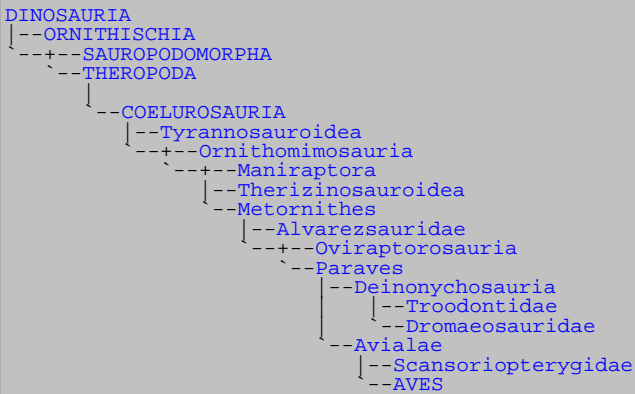 DINOSAURIA
|--ORNITHISCHIA
`--+--SAUROPODOMORPHA
   `--THEROPODA
      |
      `--COELUROSAURIA
         |--Tyrannosauroidea
         `--+--Ornithomimosauria
            `--+--Maniraptora
               |--Therizinosauroidea
               `--Metornithes
                  |--Alvarezsauridae
                  `--+--Oviraptorosauria
                     `--Paraves
                        |--Deinonychosauria
                        |   |--Troodontidae
                        |   `--Dromaeosauridae
                        `--Avialae
                           |--Scansoriopterygidae
                           `--AVES